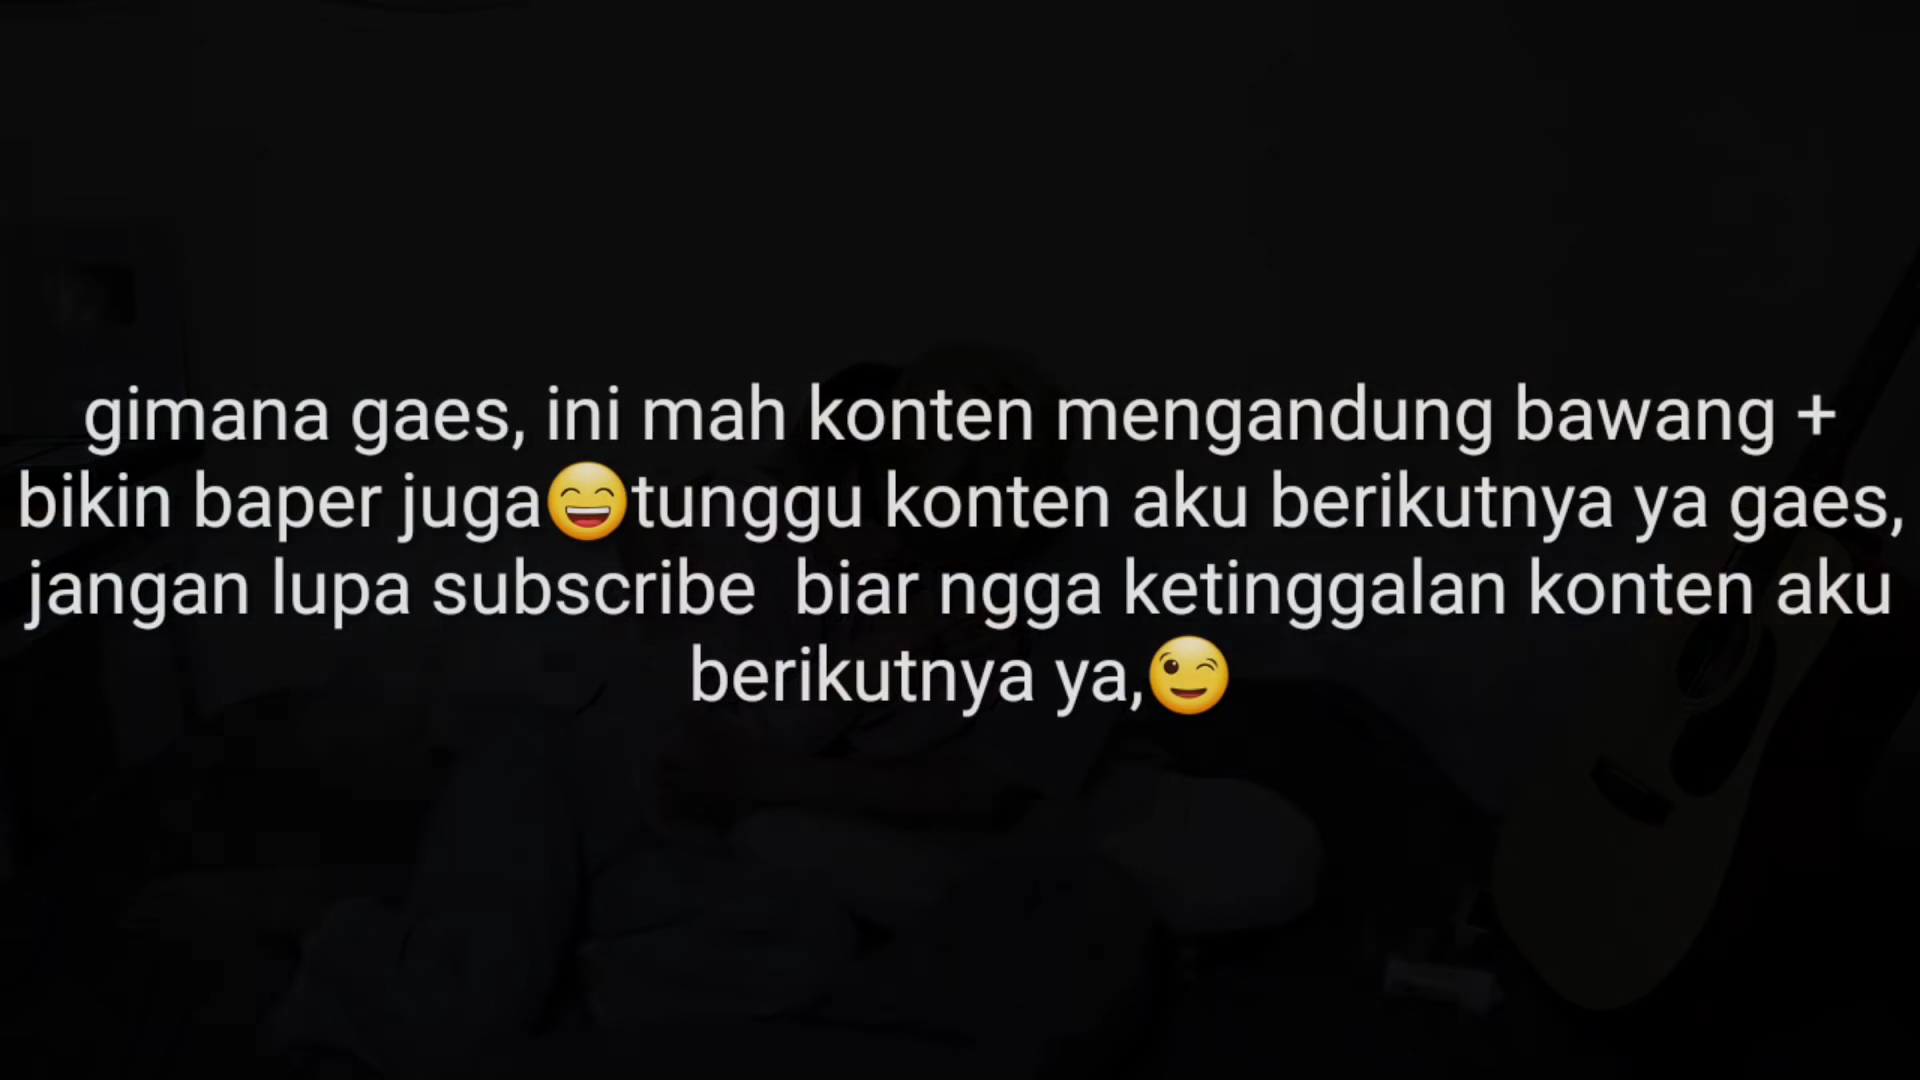 gimana gaes, ini mah konten mengandung bawang +
bikin baper juga😄tunggu konten aku berikutnya ya gaes,
jangan lupa subscribe  biar ngga ketinggalan konten aku
berikutnya ya,😉